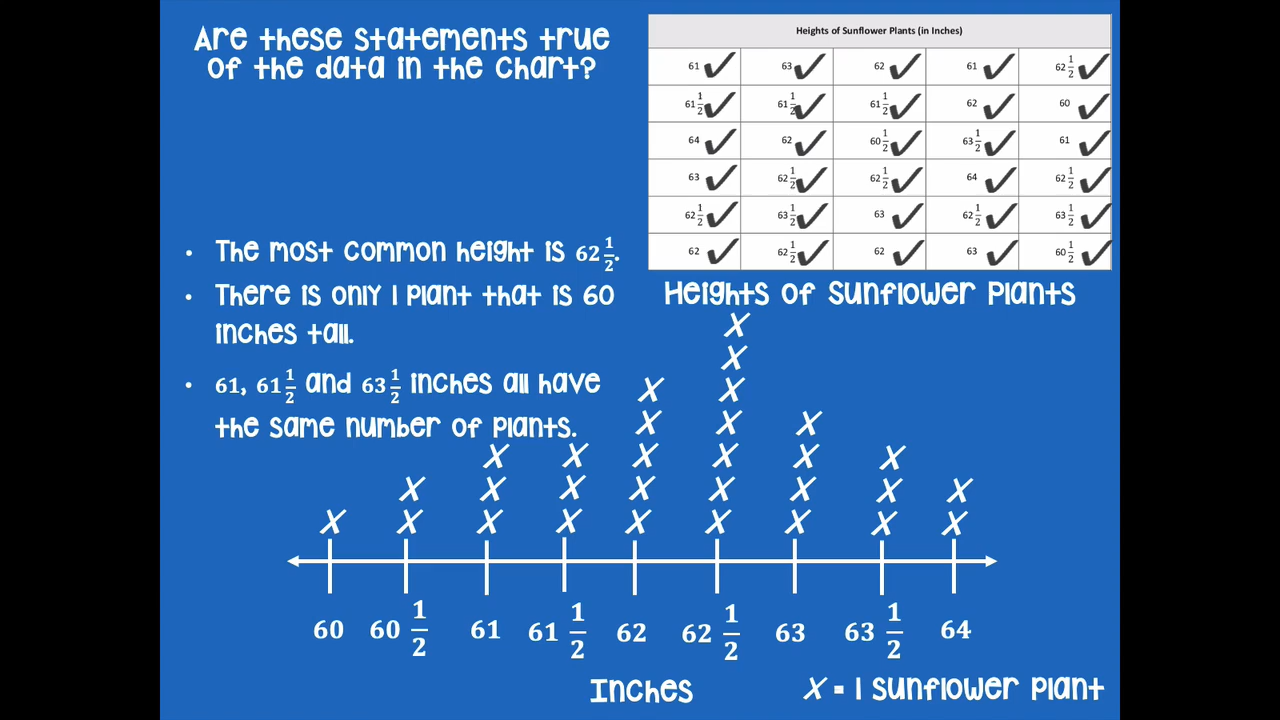 Are these statements true
of the data in the chart?
Heights of Sunflower Plants (in Inches)
61 ✓ 63 ✓ 62 ✓ 61 ✓ 62 1/2 ✓
61 1/2 ✓ 61 1/2 ✓ 61 1/2 ✓ 62 ✓ 60 ✓
64 ✓ 62 ✓ 60 1/2 ✓ 63 1/2 ✓ 61 ✓
63 ✓ 62 1/2 ✓ 62 1/2 ✓ 64 ✓ 62 1/2 ✓
62 1/2 ✓ 63 1/2 ✓ 63 ✓ 62 1/2 ✓ 63 1/2 ✓
62 ✓ 62 1/2 ✓ 62 ✓ 63 ✓ 60 1/2 ✓
• The most common height is 62 1/2.
• There is only 1 plant that is 60
inches tall.
• 61, 61 1/2 and 63 1/2 inches all have
the same number of plants.
Heights of Sunflower Plants
X
X
X X
X X X
X X X X X X
X X X X X X X X
X X X X X X X X X
60 60 1/2 61 61 1/2 62 62 1/2 63 63 1/2 64
Inches
X = 1 sunflower plant